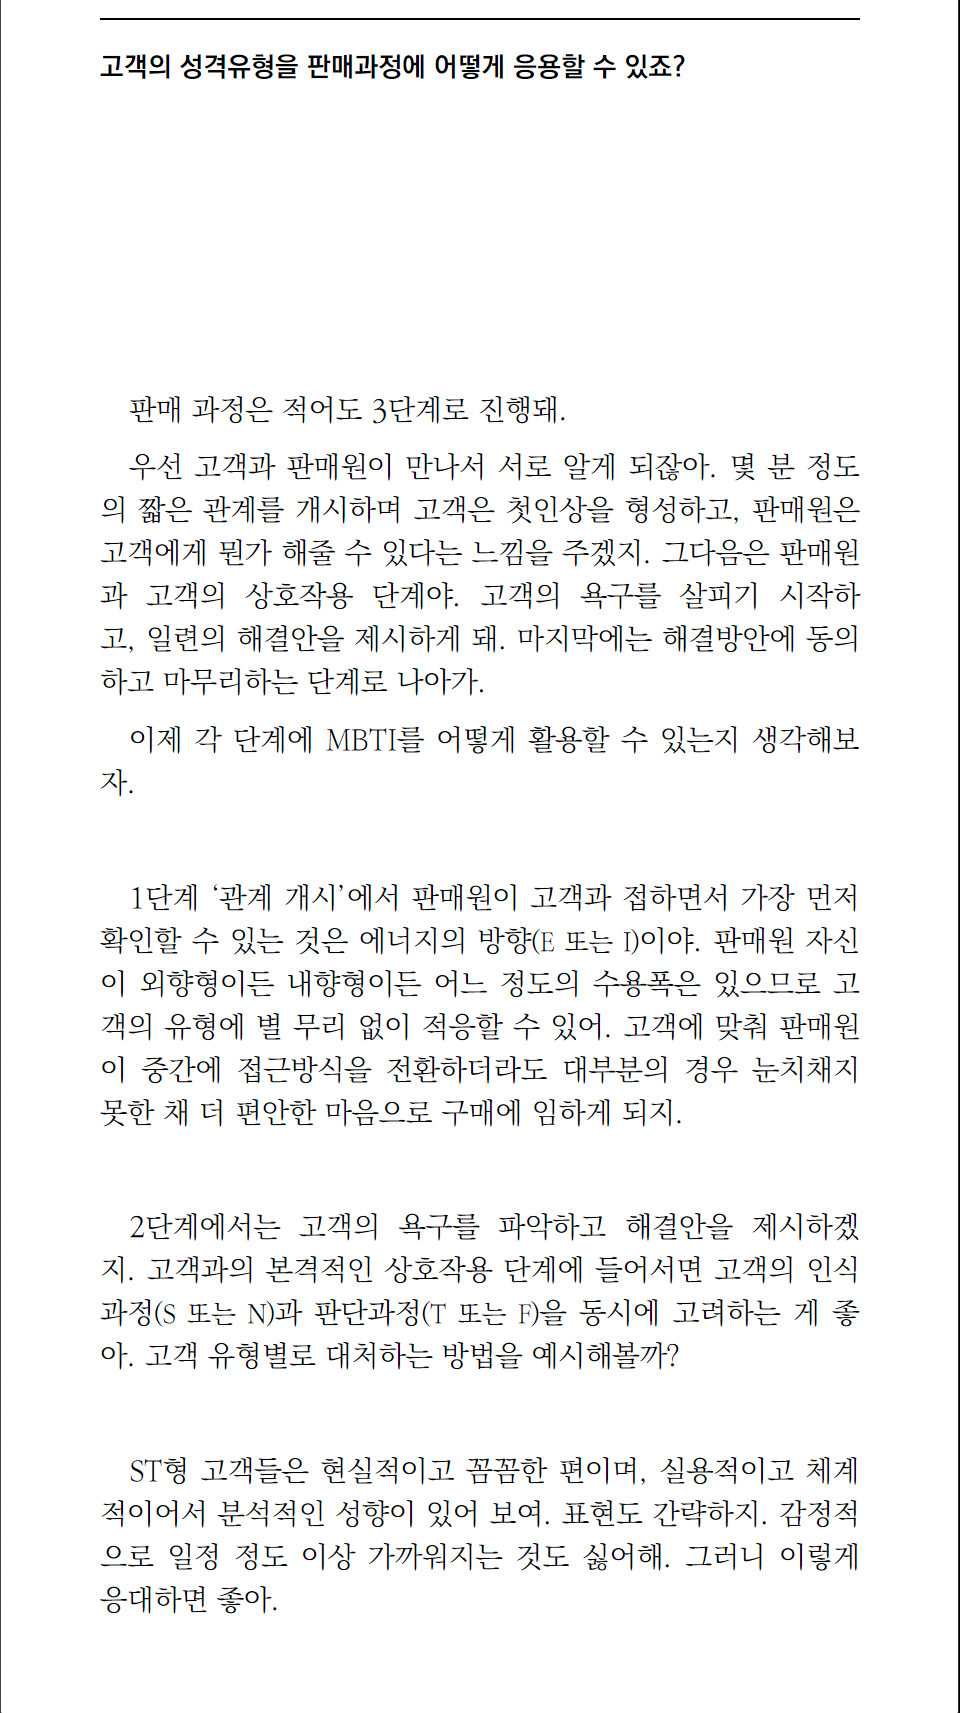 고객의 성격유형을 판매과정에 어떻게 응용할 수 있죠?
판매 과정은 적어도 3단계로 진행돼.
우선 고객과 판매원이 만나서 서로 알게 되잖아. 몇 분 정도
의 짧은 관계를 개시하며 고객은 첫인상을 형성하고, 판매원은
고객에게 뭔가 해줄 수 있다는 느낌을 주겠지. 그다음은 판매원
과 고객의 상호작용 단계야. 고객의 욕구를 살피기 시작하
고, 일련의 해결안을 제시하게 돼. 마지막에는 해결방안에 동의
하고 마무리하는 단계로 나아가.
이제 각 단계에 MBTI를 어떻게 활용할 수 있는지 생각해보
자.
1단계 ‘관계 개시’에서 판매원이 고객과 접하면서 가장 먼저
확인할 수 있는 것은 에너지의 방향(E 또는 I)이야. 판매원 자신
이 외향형이든 내향형이든 어느 정도의 수용폭은 있으므로 고
객의 유형에 별 무리 없이 적응할 수 있어. 고객에 맞춰 판매원
이 중간에 접근방식을 전환하더라도 대부분의 경우 눈치채지
못한 채 더 편안한 마음으로 구매에 임하게 되지.
2단계에서는 고객의 욕구를 파악하고 해결안을 제시하겠
지. 고객과의 본격적인 상호작용 단계에 들어서면 고객의 인식
과정(S 또는 N)과 판단과정(T 또는 F)을 동시에 고려하는 게 좋
아. 고객 유형별로 대처하는 방법을 예시해볼까?
ST형 고객들은 현실적이고 꼼꼼한 편이며, 실용적이고 체계
적이어서 분석적인 성향이 있어 보여. 표현도 간략하지. 감정적
으로 일정 정도 이상 가까워지는 것도 싫어해. 그러니 이렇게
응대하면 좋아.